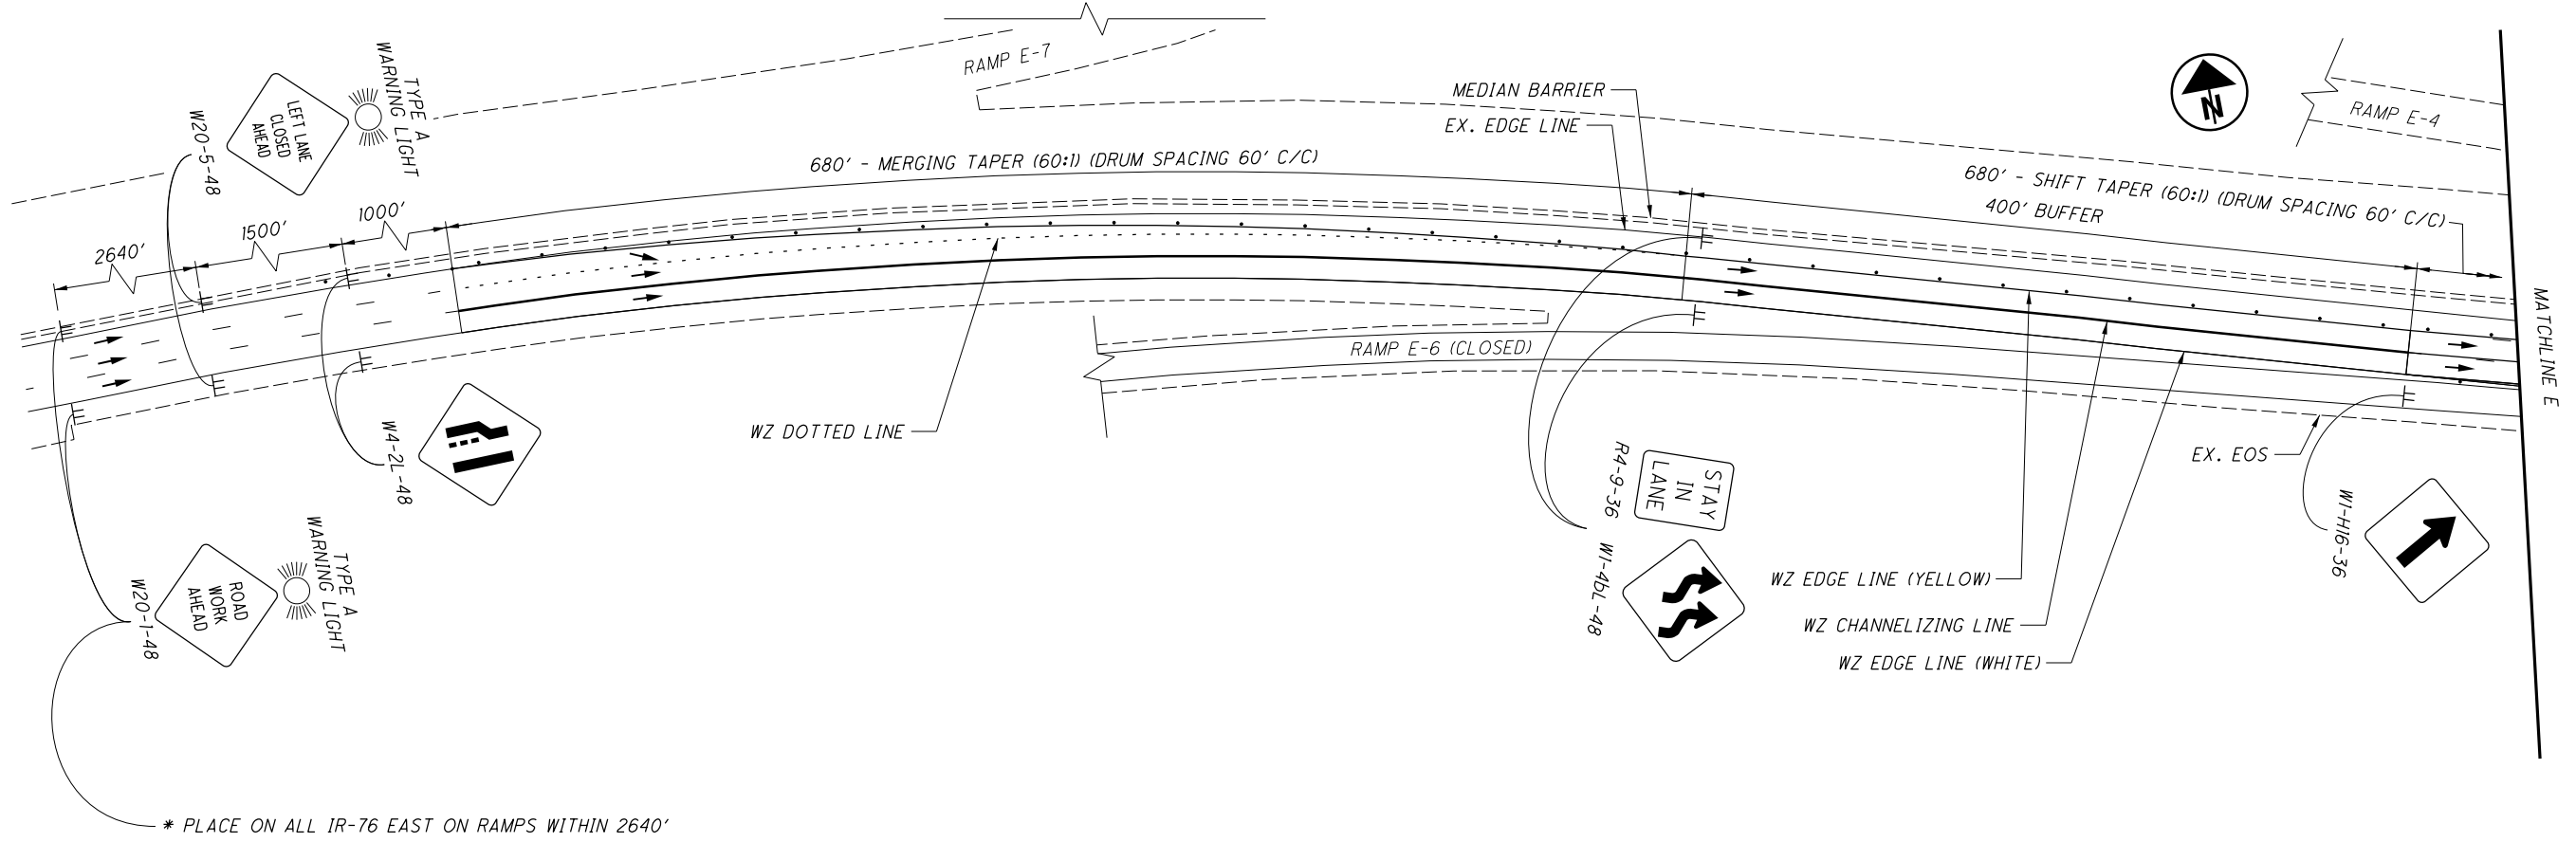 RAMP E-7
TYPE A
WARNING LIGHT
LEFT LANE
CLOSED
AHEAD
W20-5-48
MEDIAN BARRIER
EX. EDGE LINE
N
RAMP E-4
680' - MERGING TAPER (60:1) (DRUM SPACING 60' C/C)
680' - SHIFT TAPER (60:1) (DRUM SPACING 60' C/C)
400' BUFFER
2640'
1500'
1000'
MATCHLINE E
RAMP E-6 (CLOSED)
WZ DOTTED LINE
W4-2L-48
EX. EOS
STAY
IN
LANE
R4-9-36
W1-H16-36
W1-4bL-48
WZ EDGE LINE (YELLOW)
WZ CHANNELIZING LINE
WZ EDGE LINE (WHITE)
TYPE A
WARNING LIGHT
ROAD
WORK
AHEAD
W20-1-48
* PLACE ON ALL IR-76 EAST ON RAMPS WITHIN 2640'